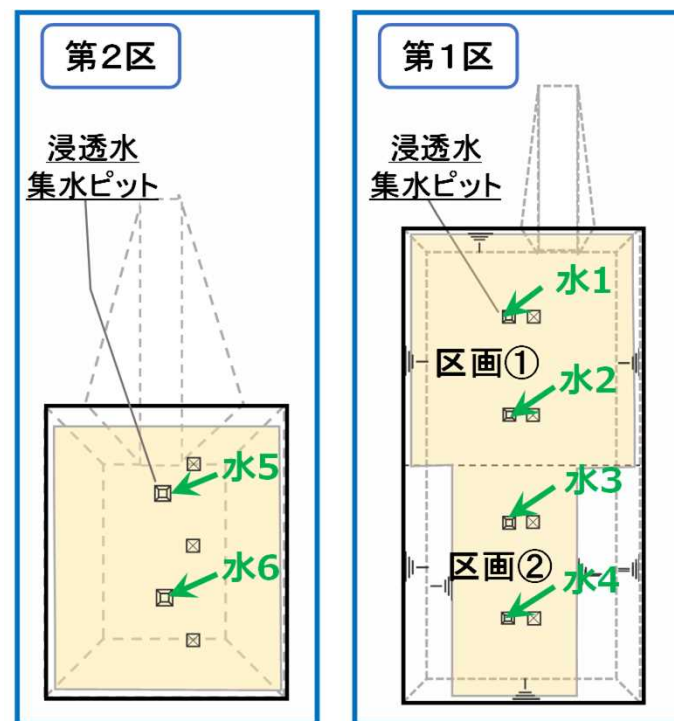 第2区
浸透水
集水ピット
水5
水6
第1区
浸透水
集水ピット
水1
区画①
水2
水3
区画②
水4